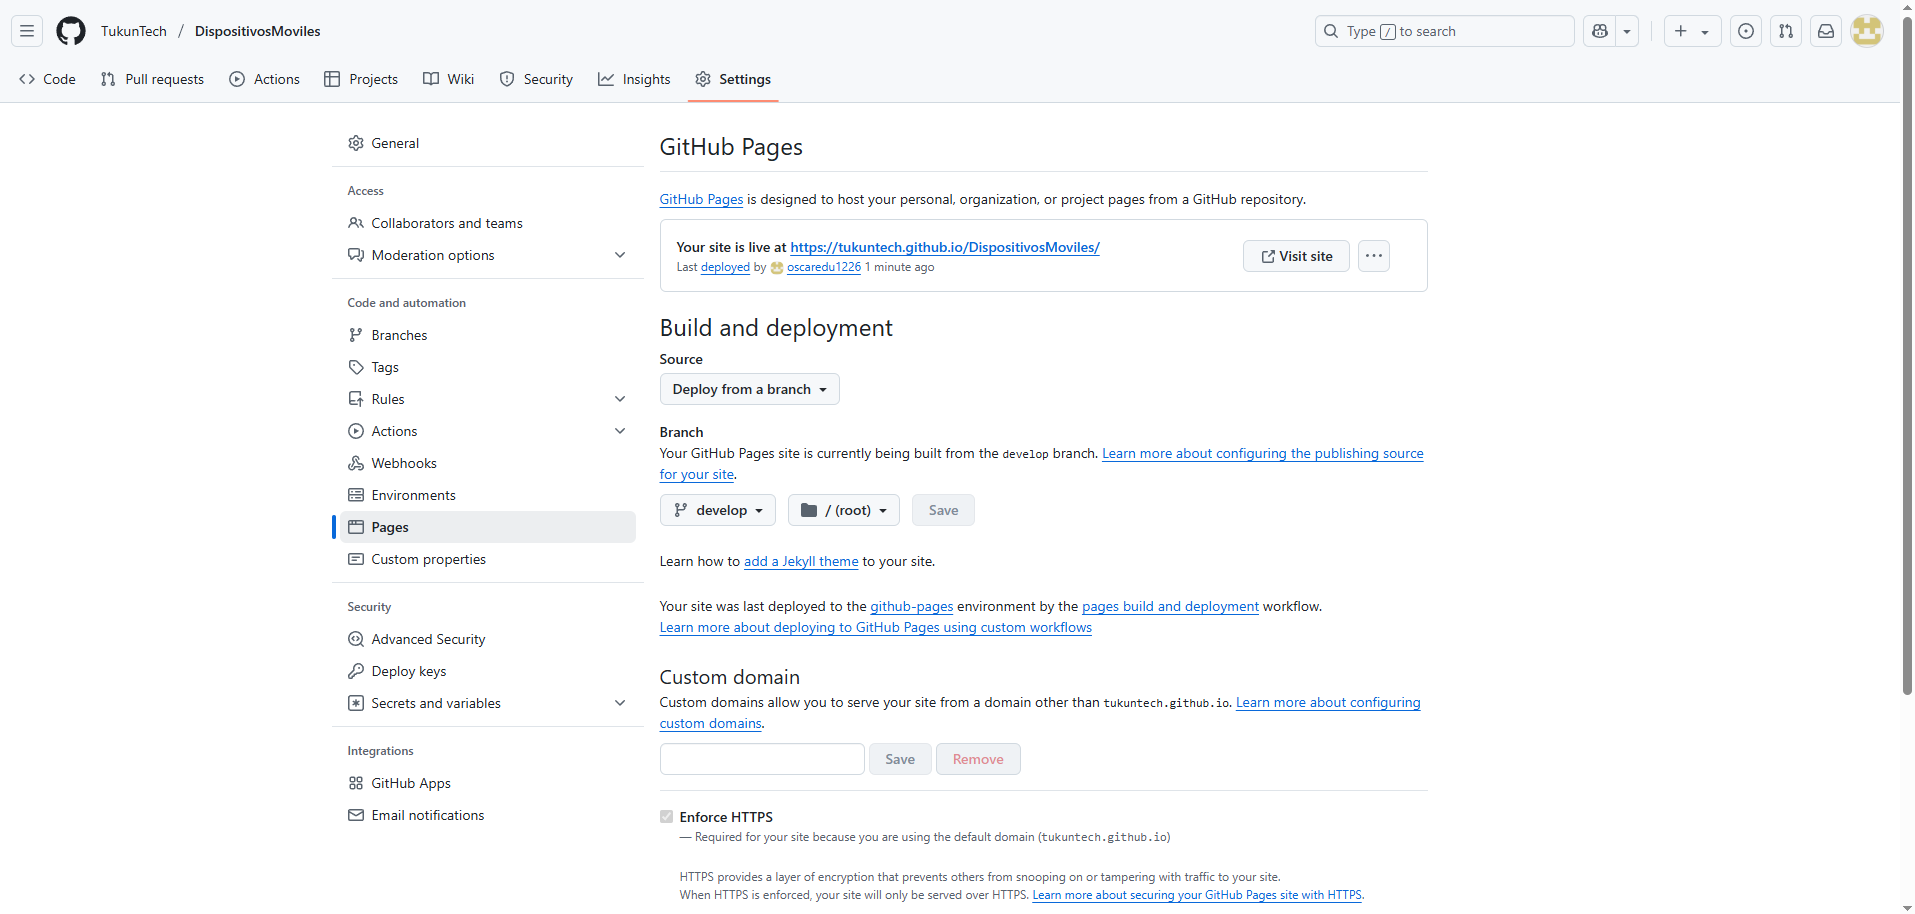 TukunTech / DispositivosMoviles
Type / to search
Code
Pull requests
Actions
Projects
Wiki
Security
Insights
Settings
General
Access
Collaborators and teams
Moderation options
Code and automation
Branches
Tags
Rules
Actions
Webhooks
Environments
Pages
Custom properties
Security
Advanced Security
Deploy keys
Secrets and variables
Integrations
GitHub Apps
Email notifications
GitHub Pages
GitHub Pages is designed to host your personal, organization, or project pages from a GitHub repository.
Your site is live at https://tukuntech.github.io/DispositivosMoviles/
Last deployed by oscaredu1226 1 minute ago
Visit site
Build and deployment
Source
Deploy from a branch
Branch
Your GitHub Pages site is currently being built from the develop branch. Learn more about configuring the publishing source
for your site.
develop
/ (root)
Save
Learn how to add a Jekyll theme to your site.
Your site was last deployed to the github-pages environment by the pages build and deployment workflow.
Learn more about deploying to GitHub Pages using custom workflows
Custom domain
Custom domains allow you to serve your site from a domain other than tukuntech.github.io. Learn more about configuring
custom domains.
Save
Remove
Enforce HTTPS
— Required for your site because you are using the default domain (tukuntech.github.io)
HTTPS provides a layer of encryption that prevents others from snooping on or tampering with traffic to your site.
When HTTPS is enforced, your site will only be served over HTTPS. Learn more about securing your GitHub Pages site with HTTPS.